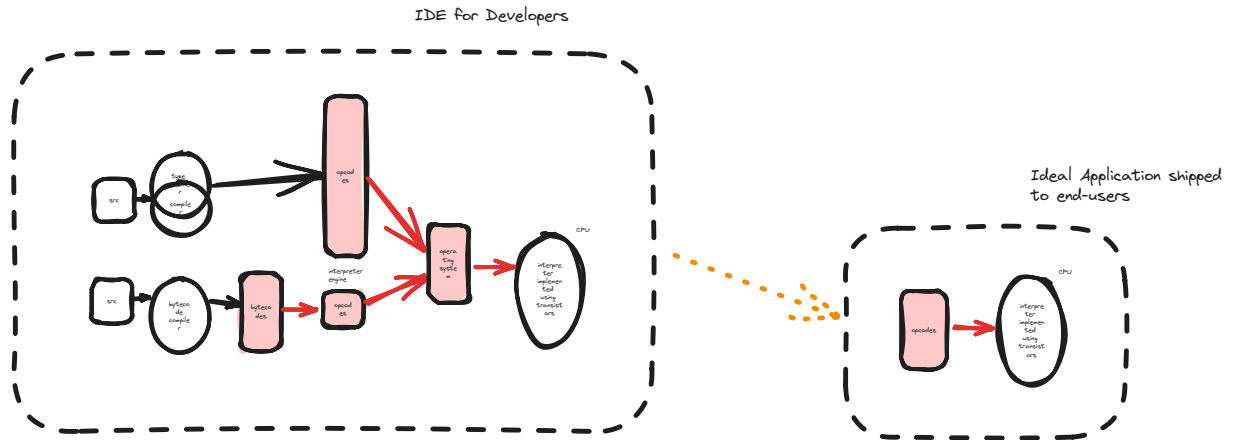 IDE for Developers
Ideal Application shipped
to end-users
src
type
r
compile
r
opcod
es
opera
ting
syste
m
CPU
interpre
ter
implemen
ted
using
transist
ors
src
byteco
de
compile
r
byteco
des
interpreter
engine
opcod
es
opcodes
CPU
interpre
ter
implemen
ted
using
transist
ors